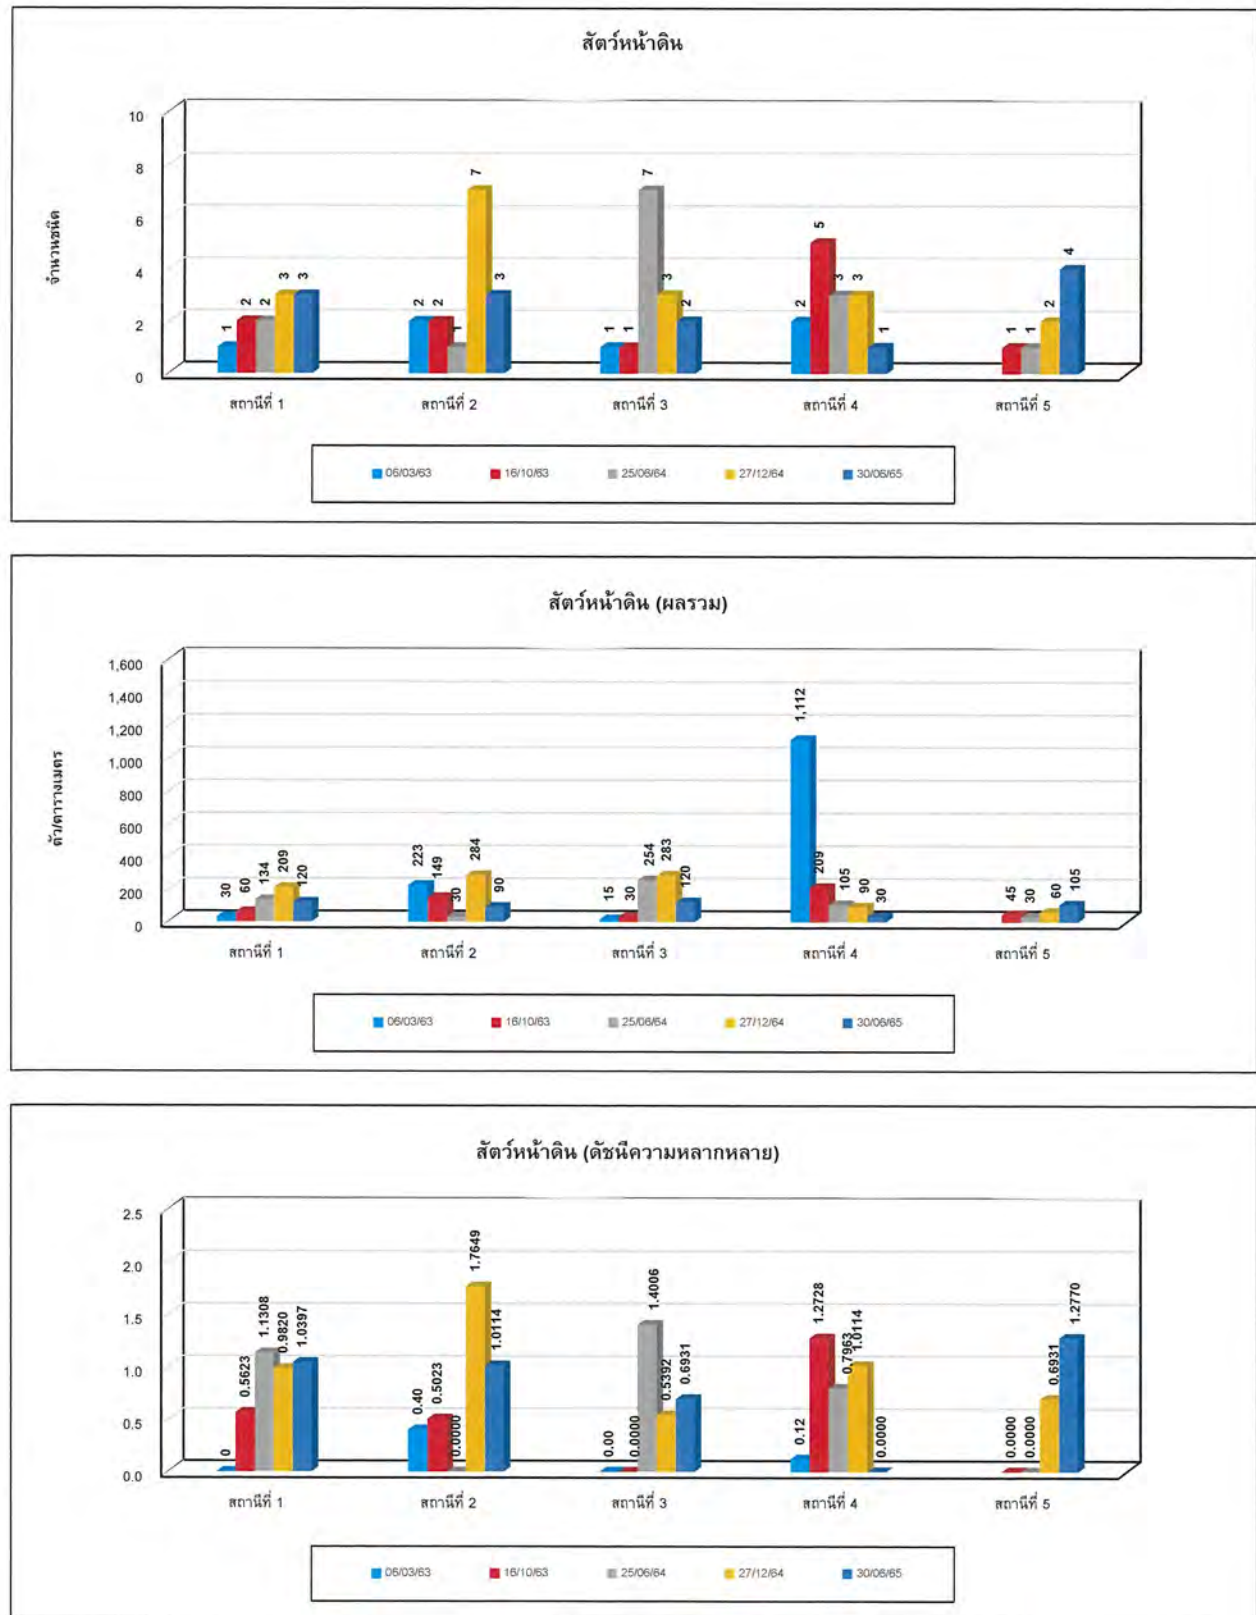 สัตว์หน้าดิน
จำนวนชนิด
10
8
6
4
2
0
1 2 2 3 3
2 2 1 7 3
1 1 7 3 2
2 5 3 3 1
1 1 2 4
สถานีที่ 1 สถานีที่ 2 สถานีที่ 3 สถานีที่ 4 สถานีที่ 5
06/03/63 16/10/63 25/06/64 27/12/64 30/06/65
สัตว์หน้าดิน (ผลรวม)
ตัว/ตารางเมตร
1,600
1,400
1,200
1,000
800
600
400
200
0
30 60 134 209 120
223 149 30 284 90
15 30 254 283 120
1,112 209 105 90 30
45 30 60 105
สถานีที่ 1 สถานีที่ 2 สถานีที่ 3 สถานีที่ 4 สถานีที่ 5
06/03/63 16/10/63 25/06/64 27/12/64 30/06/65
สัตว์หน้าดิน (ดัชนีความหลากหลาย)
2.5
2.0
1.5
1.0
0.5
0.0
0 0.5623 1.1308 0.9820 1.0397
0.40 0.5023 0.0000 1.7649 1.0114
0.00 0.0000 1.4006 0.5392 0.6931
0.12 1.2728 0.7963 1.0114 0.0000
0.0000 0.0000 0.6931 1.2770
สถานีที่ 1 สถานีที่ 2 สถานีที่ 3 สถานีที่ 4 สถานีที่ 5
06/03/63 16/10/63 25/06/64 27/12/64 30/06/65